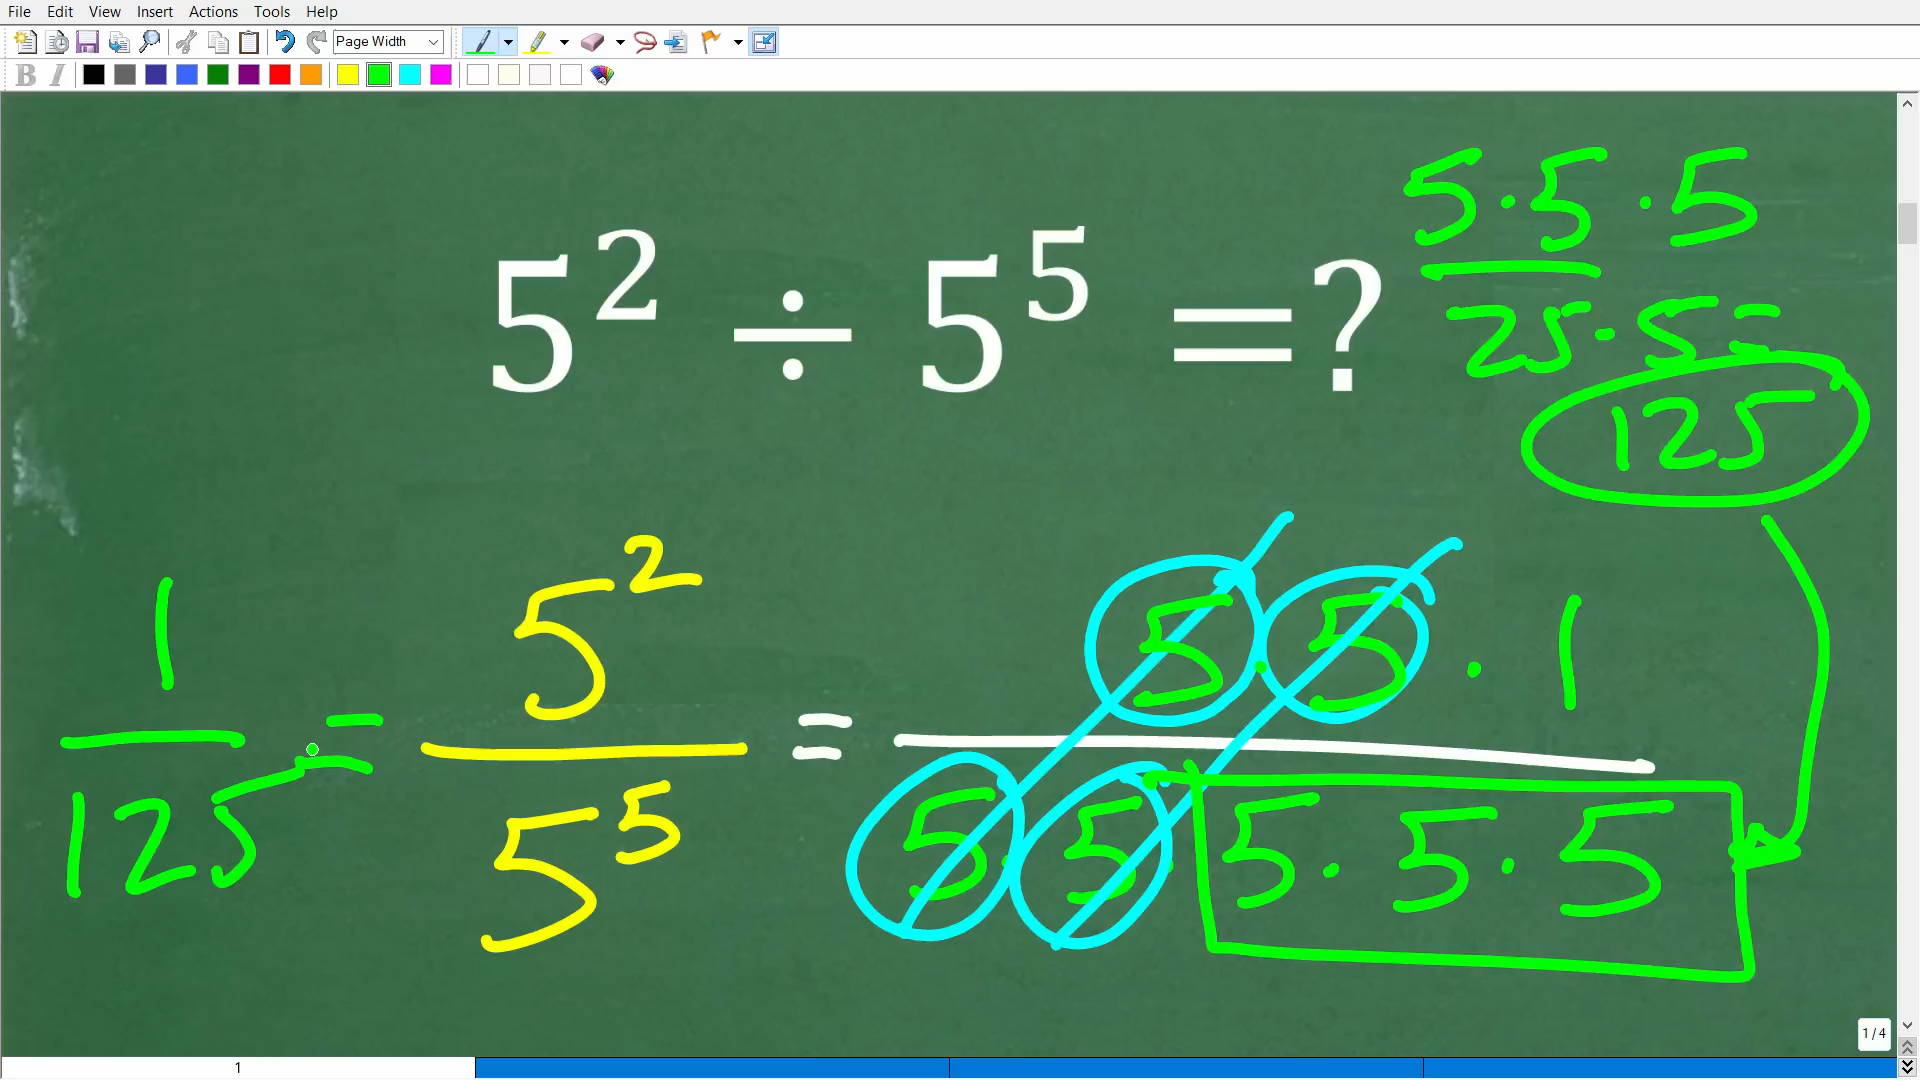 File Edit View Insert Actions Tools Help
Page Width
B I
5² ÷ 5⁵ =?
5 · 5 · 5
25 · 5 =
125
1
125
=
5²
5⁵
=
5 · 5 · 1
5 · 5 · 5 · 5 · 5
1 / 4
1